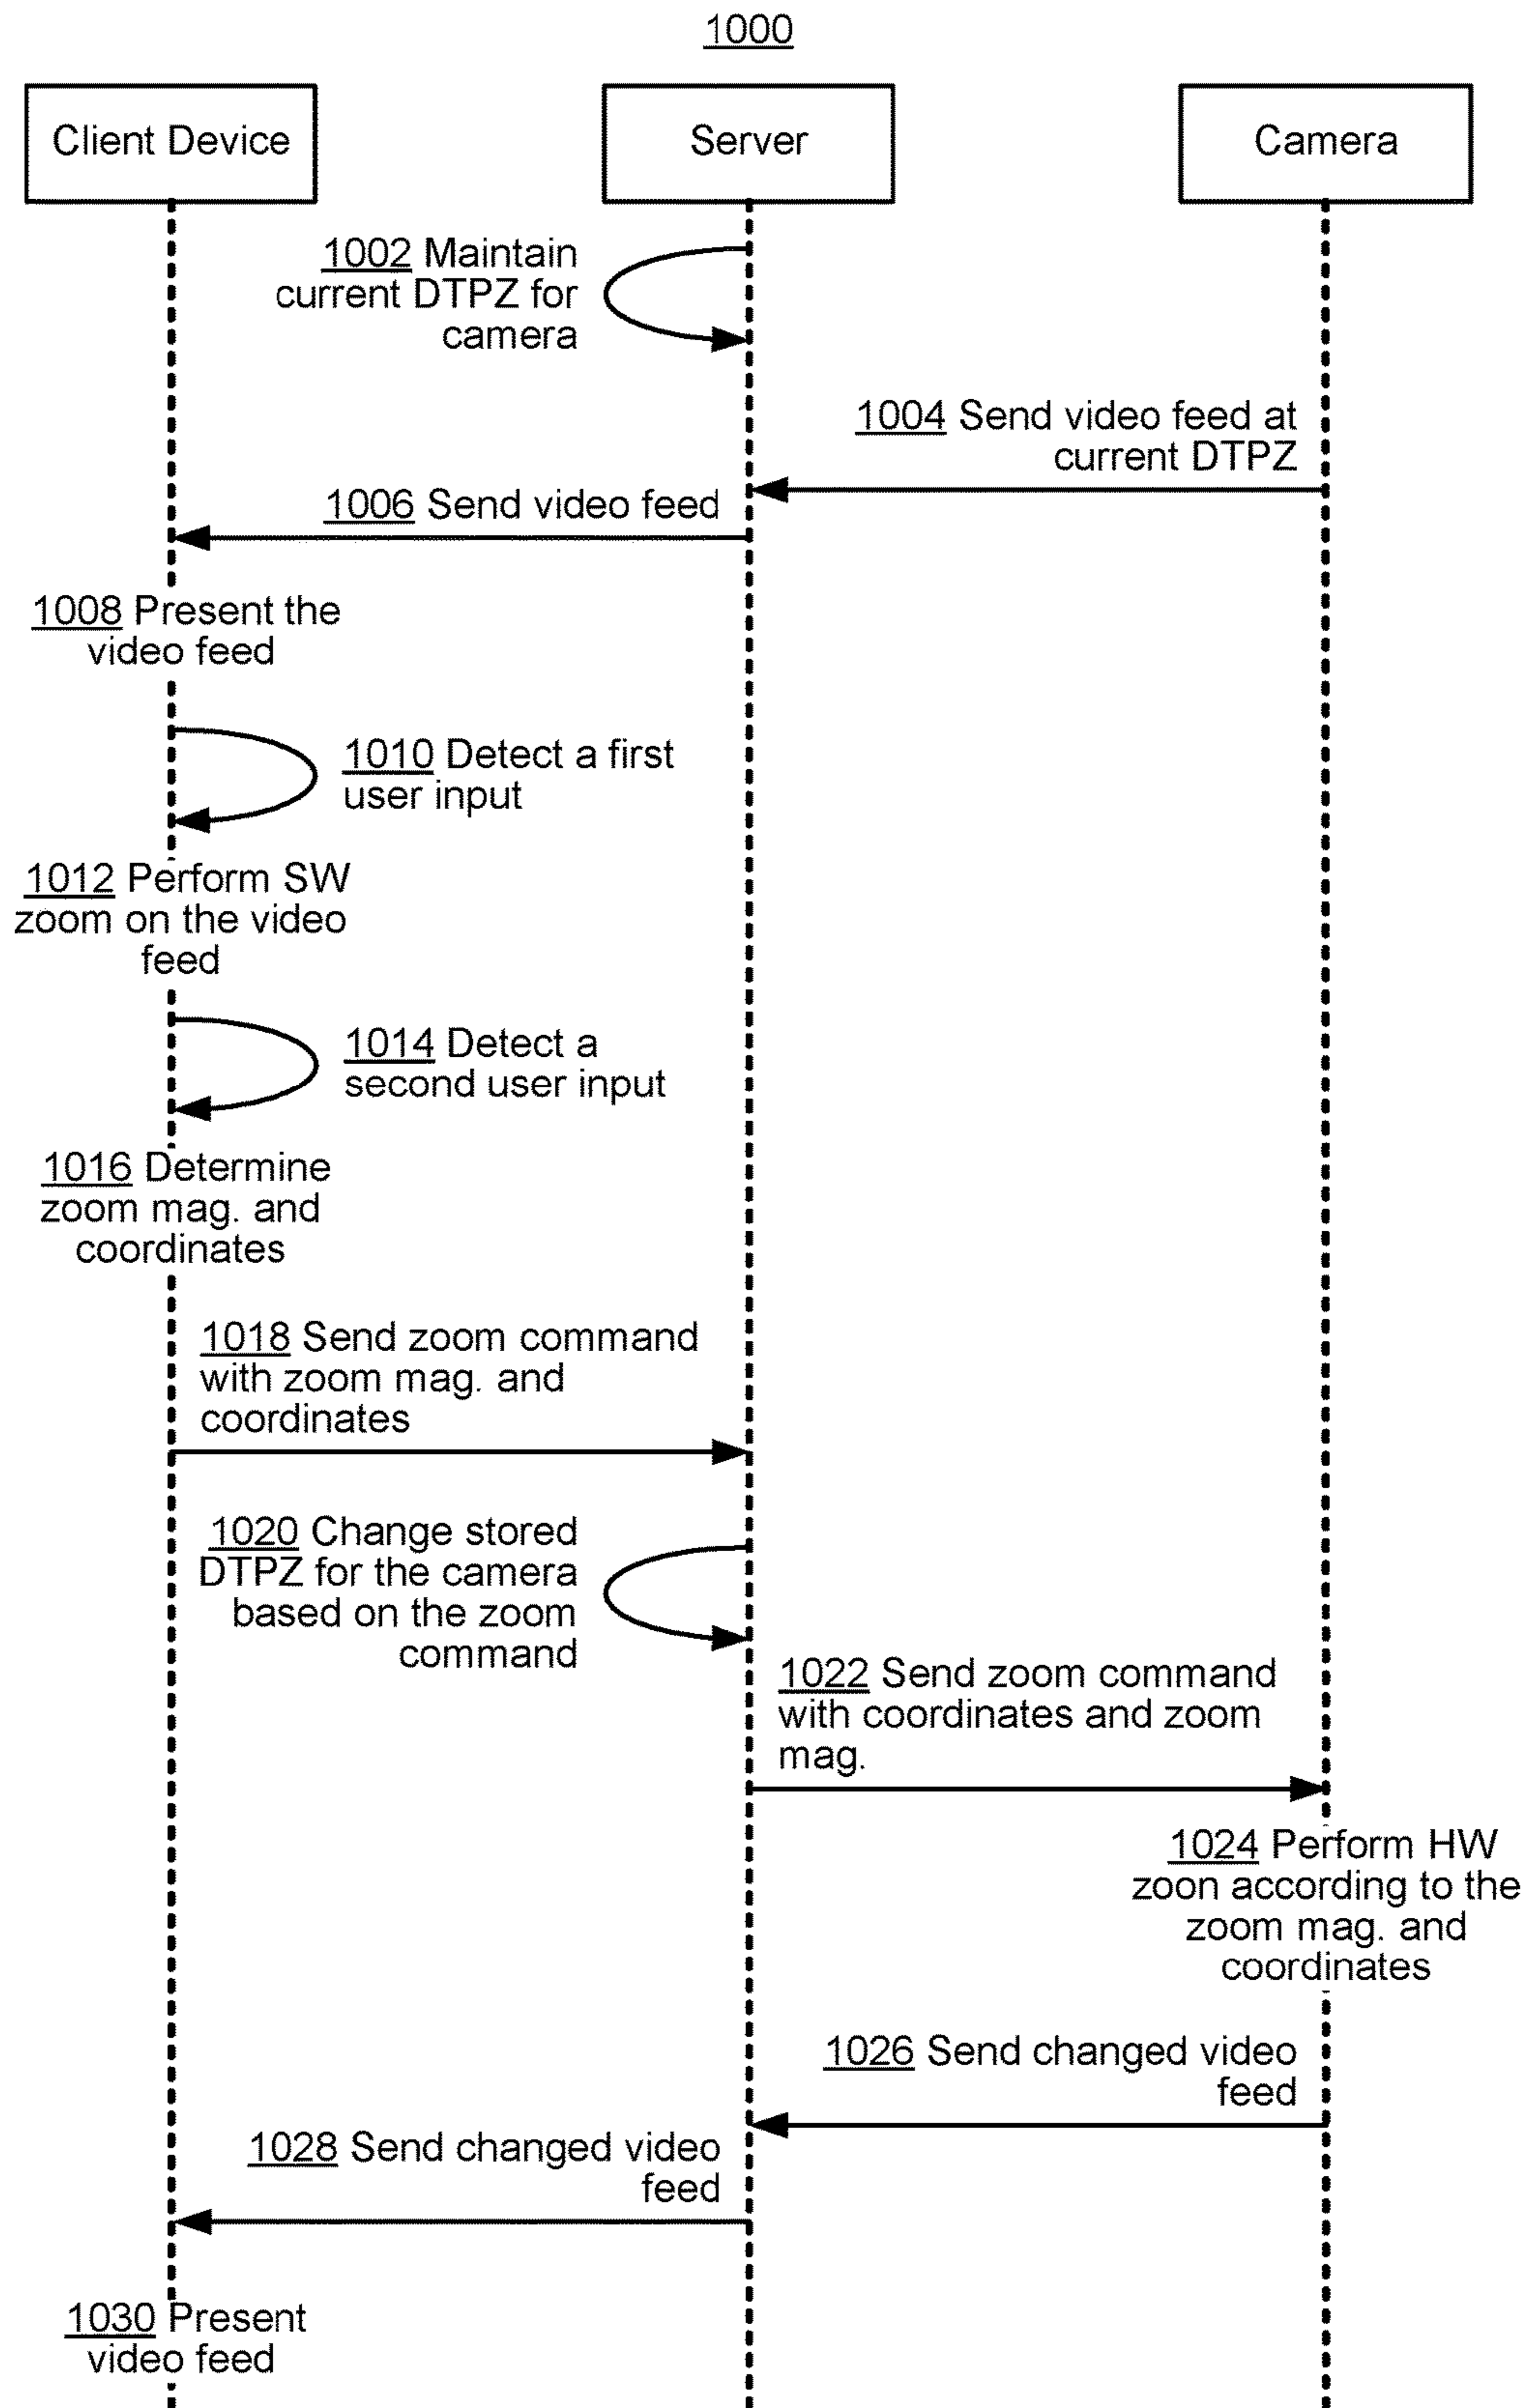 1000
Client Device
Server
Camera
1002 Maintain
current DTPZ for
camera
1004 Send video feed at
current DTPZ
1006 Send video feed
1008 Present the
video feed
1010 Detect a first
user input
1012 Perform SW
zoom on the video
feed
1014 Detect a
second user input
1016 Determine
zoom mag. and
coordinates
1018 Send zoom command
with zoom mag. and
coordinates
1020 Change stored
DTPZ for the camera
based on the zoom
command
1022 Send zoom command
with coordinates and zoom
mag.
1024 Perform HW
zoon according to the
zoom mag. and
coordinates
1026 Send changed video
feed
1028 Send changed video
feed
1030 Present
video feed